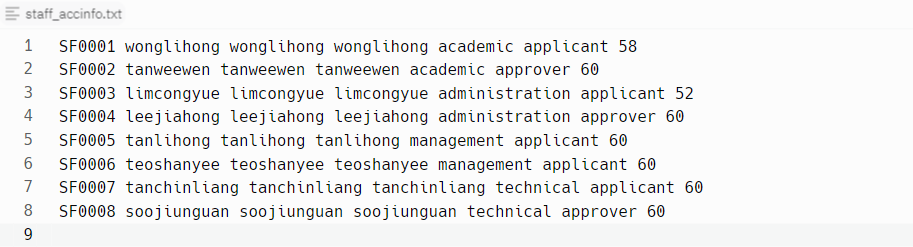 staff_accinfo.txt
1 SF0001 wonglihong wonglihong wonglihong academic applicant 58
2 SF0002 tanweewen tanweewen tanweewen academic approver 60
3 SF0003 limcongyue limcongyue limcongyue administration applicant 52
4 SF0004 leejiahong leejiahong leejiahong administration approver 60
5 SF0005 tanlihong tanlihong tanlihong management applicant 60
6 SF0006 teoshanyee teoshanyee teoshanyee management applicant 60
7 SF0007 tanchinliang tanchinliang tanchinliang technical applicant 60
8 SF0008 soojiunguan soojiunguan soojiunguan technical approver 60
9